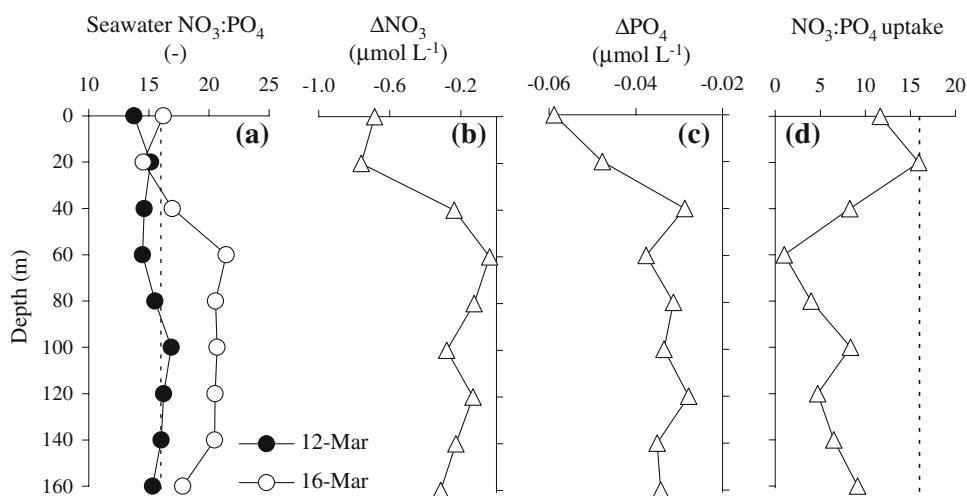 Seawater NO3:PO4
(-)
10 15 20 25
(a)
Depth (m)
0
20
40
60
80
100
120
140
160
12-Mar
16-Mar
ΔNO3
(μmol L-1)
-1.0 -0.6 -0.2
(b)
ΔPO4
(μmol L-1)
-0.06 -0.04 -0.02
(c)
NO3:PO4 uptake
0 5 10 15 20
(d)